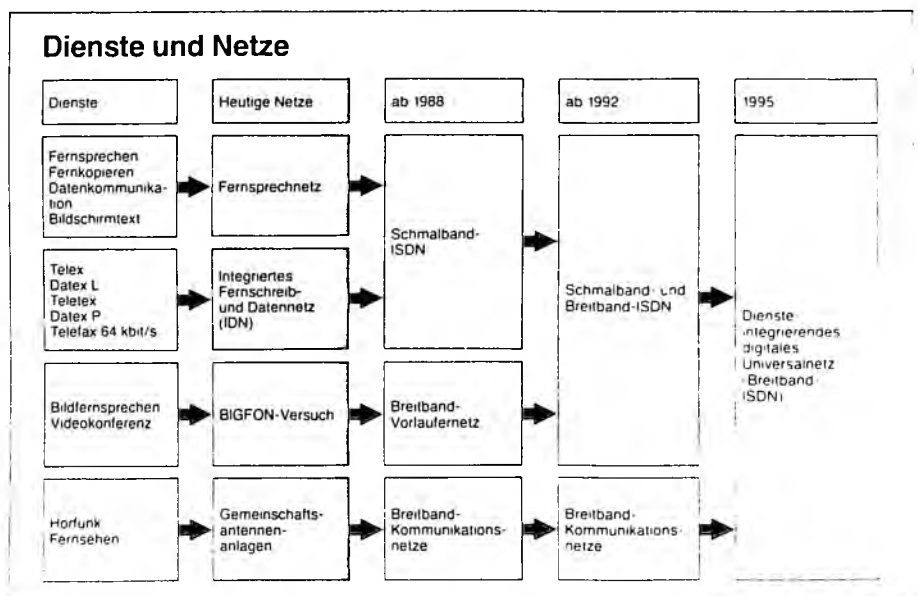 Dienste und Netze
Dienste
Heutige Netze
ab 1988
ab 1992
1995
Fernsprechen
Fernkopieren
Datenkommunika-
tion
Bildschirmtext
Fernsprechnetz
Schmalband-
ISDN
Telex
Datex L
Teletex
Datex P
Telefax 64 kbit/s
Integriertes
Fernschreib-
und Datennetz
(IDN)
Schmalband- und
Breitband-ISDN
Dienste
integrierendes
digitales
Universalnetz
(Breitband-
ISDN)
Bildfernsprechen
Videokonferenz
BIGFON-Versuch
Breitband-
Vorlaufernetz
Horfunk
Fernsehen
Gemeinschafts-
antennen-
anlagen
Breitband-
Kommunikations-
netze
Breitband-
Kommunikations-
netze